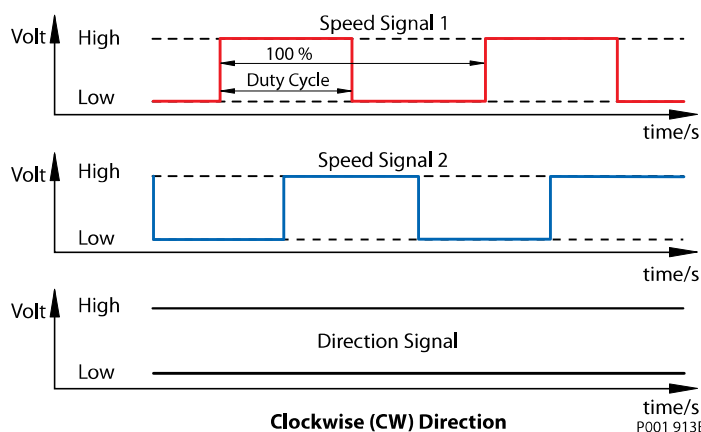 Speed Signal 1
Volt
High
100 %
Duty Cycle
Low
time/s
Speed Signal 2
Volt
High
Low
time/s
Volt
High
Direction Signal
Low
time/s
Clockwise (CW) Direction